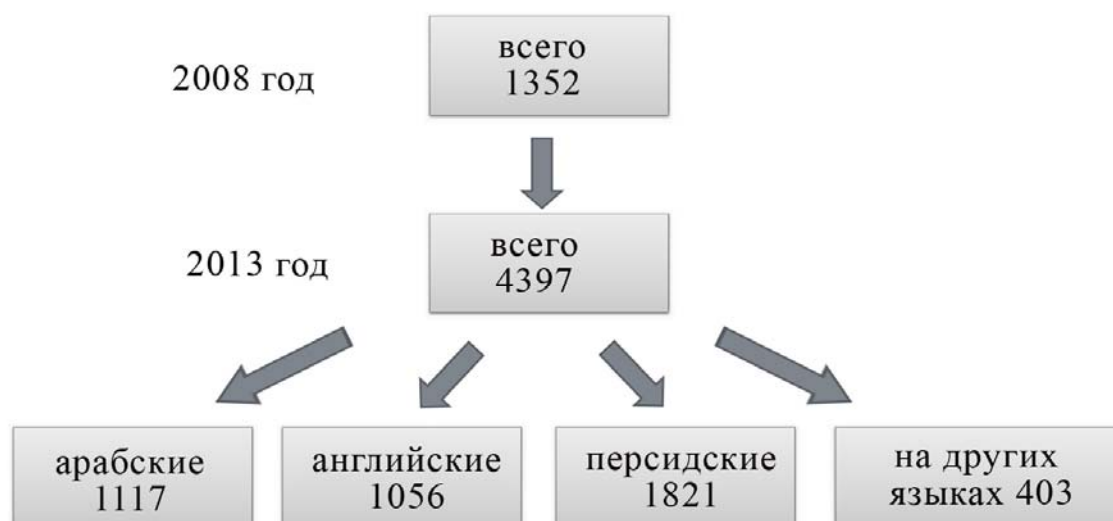 2008 год
всего
1352
2013 год
всего
4397
арабские
1117
английские
1056
персидские
1821
на других
языках 403